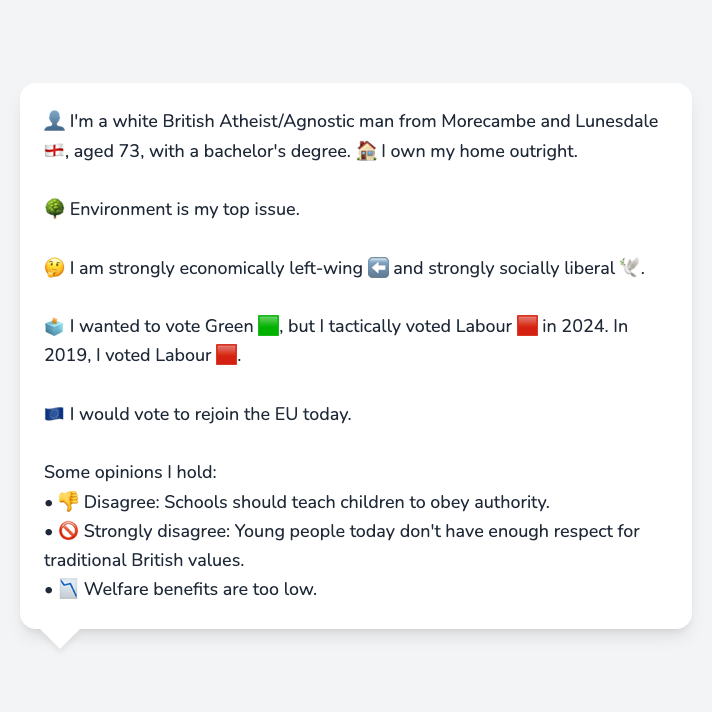 👤 I'm a white British Atheist/Agnostic man from Morecambe and Lunesdale
🏴󠁧󠁢󠁥󠁮󠁧󠁿, aged 73, with a bachelor's degree. 🏠 I own my home outright.
🌳 Environment is my top issue.
🤔 I am strongly economically left-wing ⬅️ and strongly socially liberal 🕊️.
🗳️ I wanted to vote Green 🟩, but I tactically voted Labour 🟥 in 2024. In
2019, I voted Labour 🟥.
🇪🇺 I would vote to rejoin the EU today.
Some opinions I hold:
• 👎 Disagree: Schools should teach children to obey authority.
• 🚫 Strongly disagree: Young people today don't have enough respect for
traditional British values.
• 📉 Welfare benefits are too low.